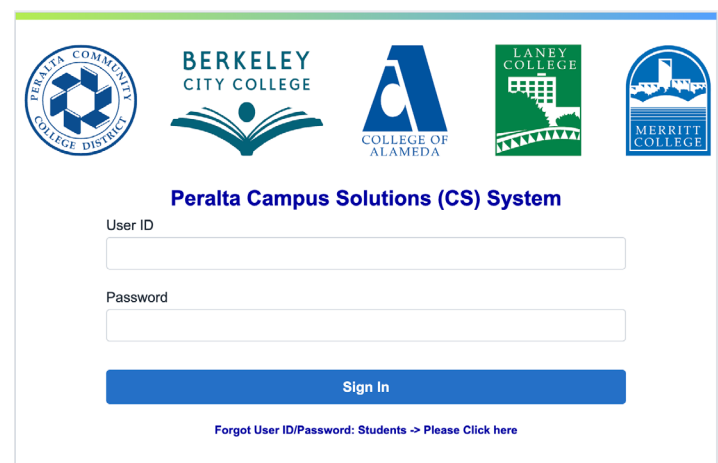 PERALTA COMMUNITY COLLEGE DISTRICT
BERKELEY
CITY COLLEGE
COLLEGE OF
ALAMEDA
LANEY
COLLEGE
MERRITT
COLLEGE
Peralta Campus Solutions (CS) System
User ID
Password
Sign In
Forgot User ID/Password: Students -> Please Click here